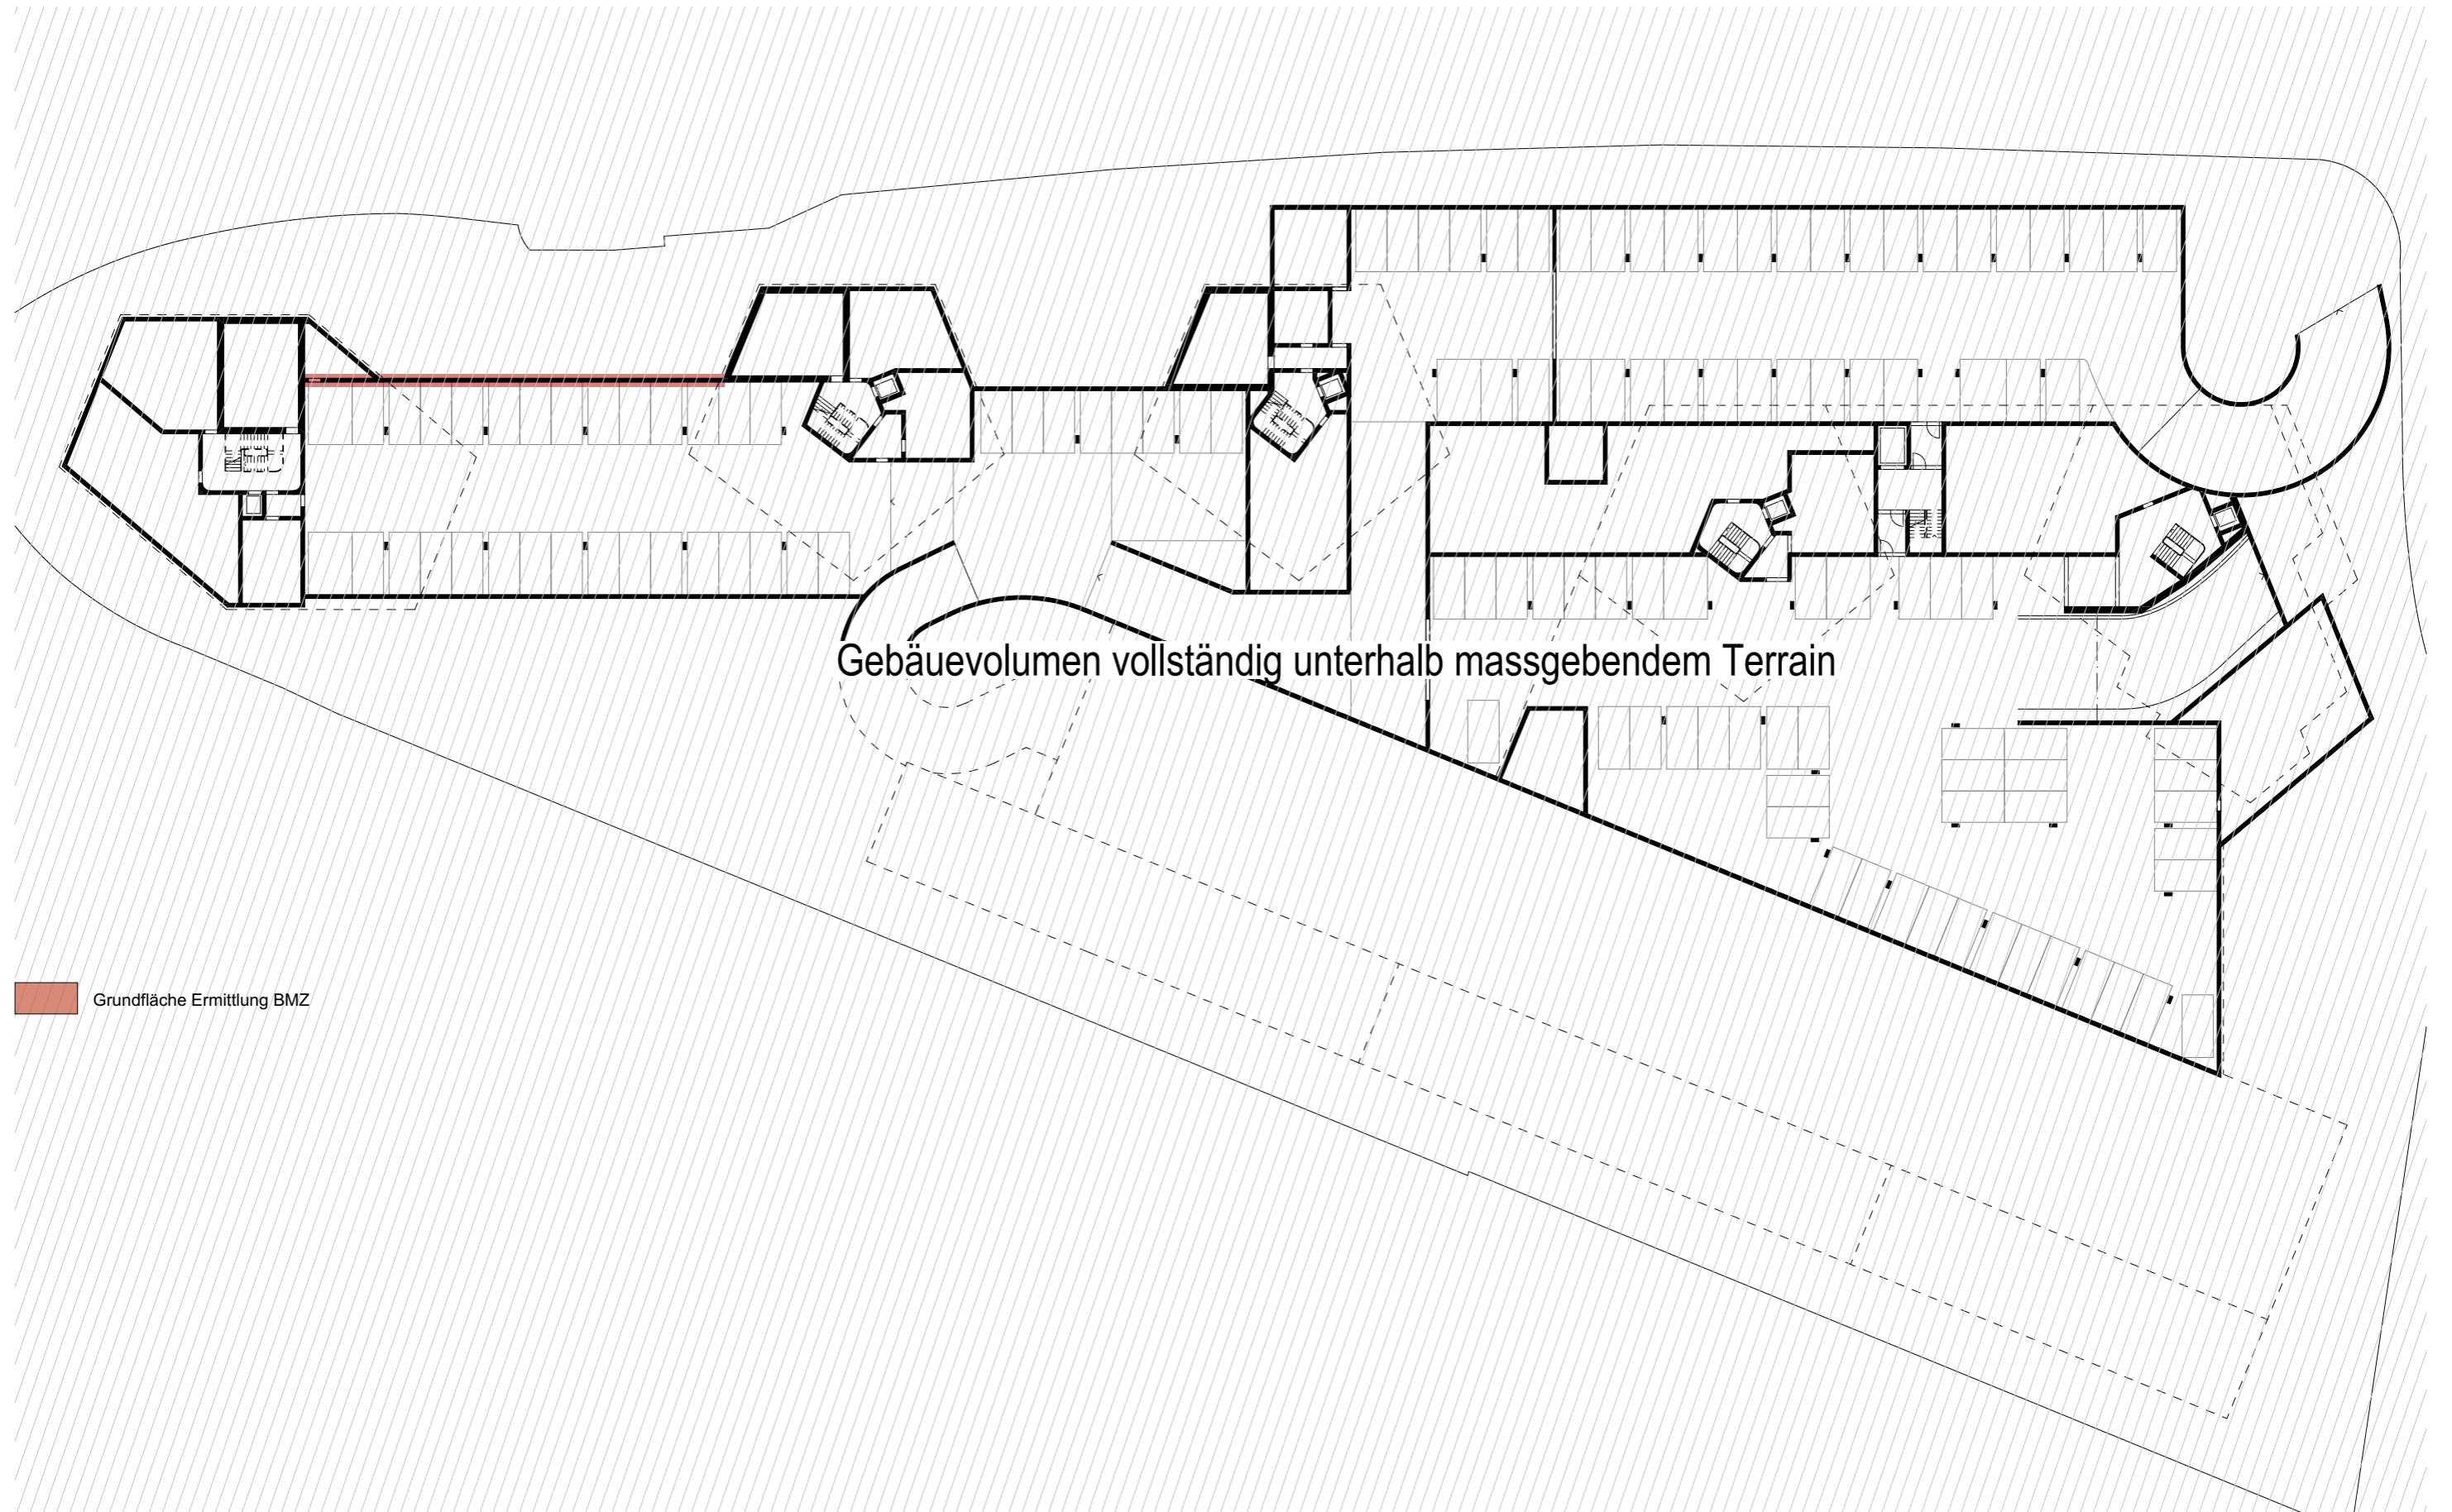 Gebäuevolumen vollständig unterhalb massgebendem Terrain
Grundfläche Ermittlung BMZ